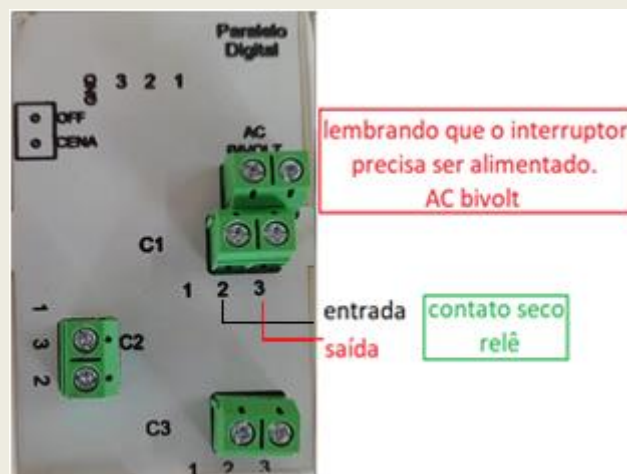 Paralelo
Digital
GND 3 2 1
OFF
CENA
AC
BIVOLT
lembrando que o interruptor
precisa ser alimentado.
AC bivolt
C1
1 2 3
entrada
saída
contato seco
relê
1
3
2
C2
C3
1 2 3